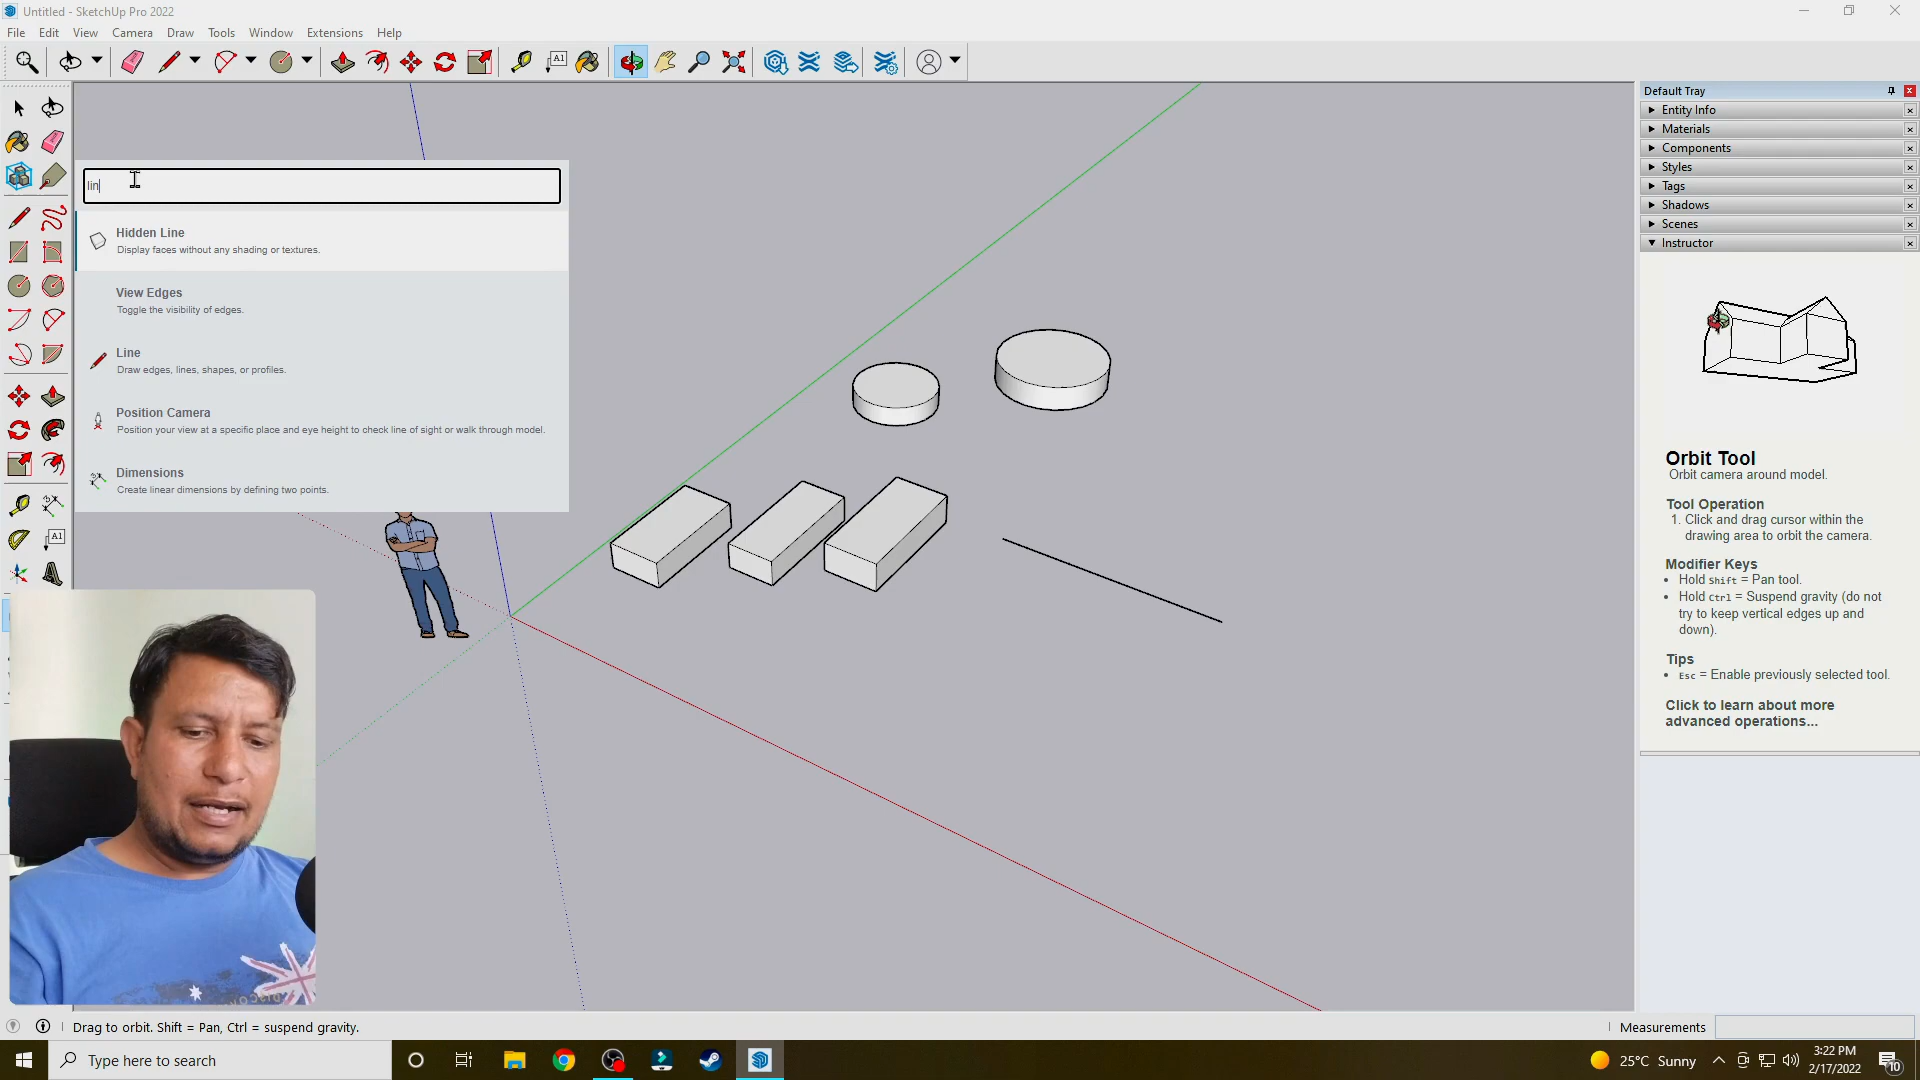 Untitled - SketchUp Pro 2022
File Edit View Camera Draw Tools Window Extensions Help
A1
lin
Hidden Line
Display faces without any shading or textures.
View Edges
Toggle the visibility of edges.
Line
Draw edges, lines, shapes, or profiles.
Position Camera
Position your view at a specific place and eye height to check line of sight or walk through model.
Dimensions
Create linear dimensions by defining two points.
A1
Default Tray
Entity Info
Materials
Components
Styles
Tags
Shadows
Scenes
Instructor
Orbit Tool
Orbit camera around model.
Tool Operation
1. Click and drag cursor within the
drawing area to orbit the camera.
Modifier Keys
• Hold Shift = Pan tool.
• Hold Ctrl = Suspend gravity (do not
try to keep vertical edges up and
down).
Tips
• Esc = Enable previously selected tool.
Click to learn about more
advanced operations...
Drag to orbit. Shift = Pan, Ctrl = suspend gravity.
Measurements
Type here to search
25°C Sunny
3:22 PM
2/17/2022
10